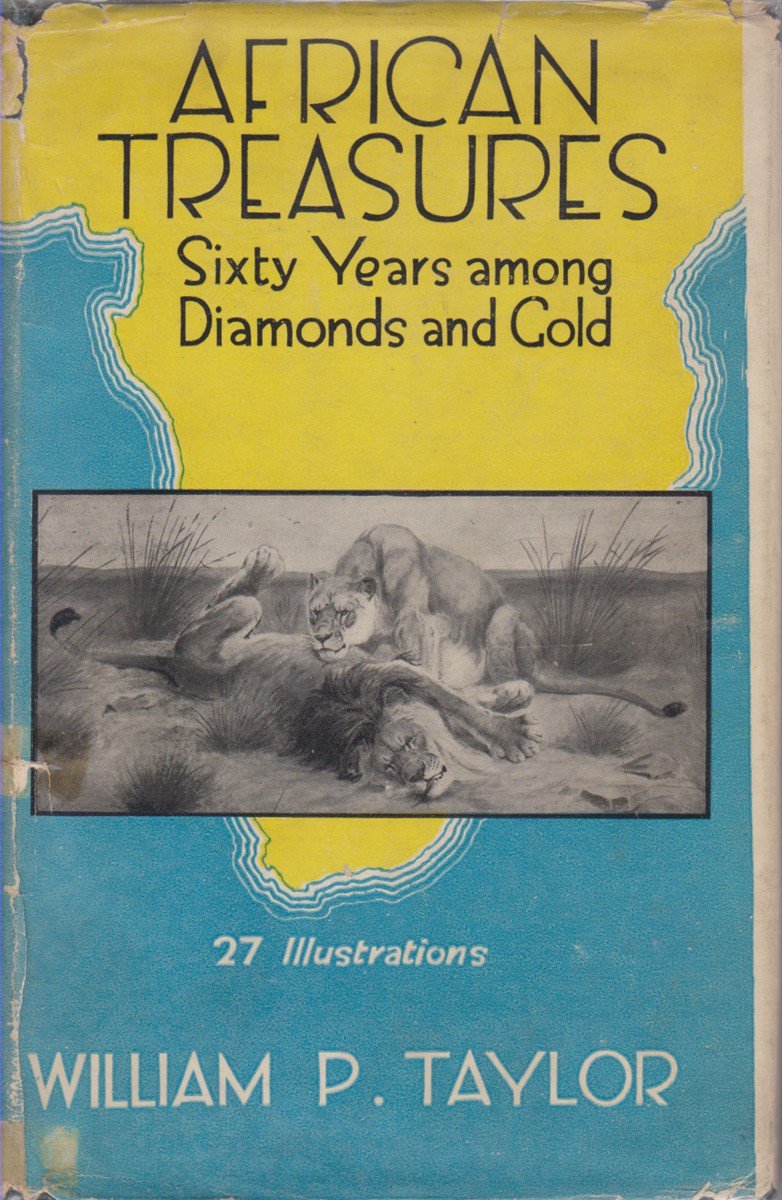 AFRICAN
TREASURES
Sixty Years among
Diamonds and Gold
27 Illustrations
WILLIAM P. TAYLOR